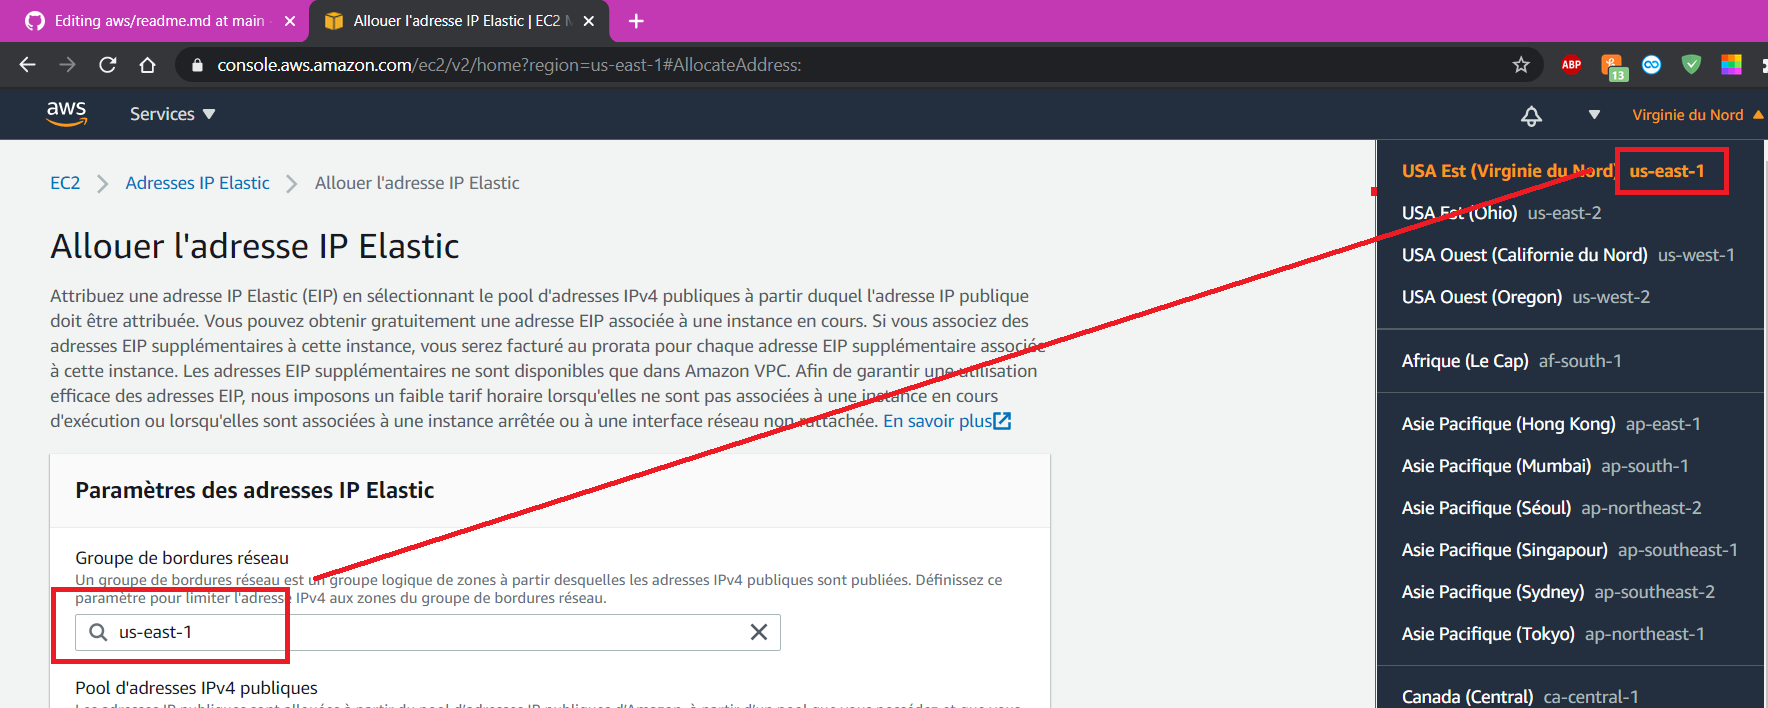 Editing aws/readme.md at main
Allouer l'adresse IP Elastic | EC2 M
console.aws.amazon.com/ec2/v2/home?region=us-east-1#AllocateAddress:
ABP
13
aws
Services
Virginie du Nord
EC2 > Adresses IP Elastic > Allouer l'adresse IP Elastic
Allouer l'adresse IP Elastic
Attribuez une adresse IP Elastic (EIP) en sélectionnant le pool d'adresses IPv4 publiques à partir duquel l'adresse IP publique
doit être attribuée. Vous pouvez obtenir gratuitement une adresse EIP associée à une instance en cours. Si vous associez des
adresses EIP supplémentaires à cette instance, vous serez facturé au prorata pour chaque adresse EIP supplémentaire associée
à cette instance. Les adresses EIP supplémentaires ne sont disponibles que dans Amazon VPC. Afin de garantir une utilisation
efficace des adresses EIP, nous imposons un faible tarif horaire lorsqu'elles ne sont pas associées à une instance en cours
d'exécution ou lorsqu'elles sont associées à une instance arrêtée ou à une interface réseau non rattachée. En savoir plus
Paramètres des adresses IP Elastic
Groupe de bordures réseau
Un groupe de bordures réseau est un groupe logique de zones à partir desquelles les adresses IPv4 publiques sont publiées. Définissez ce
paramètre pour limiter l'adresse IPv4 aux zones du groupe de bordures réseau.
us-east-1
Pool d'adresses IPv4 publiques
USA Est (Virginie du Nord) us-east-1
USA Est (Ohio) us-east-2
USA Ouest (Californie du Nord) us-west-1
USA Ouest (Oregon) us-west-2
Afrique (Le Cap) af-south-1
Asie Pacifique (Hong Kong) ap-east-1
Asie Pacifique (Mumbai) ap-south-1
Asie Pacifique (Séoul) ap-northeast-2
Asie Pacifique (Singapour) ap-southeast-1
Asie Pacifique (Sydney) ap-southeast-2
Asie Pacifique (Tokyo) ap-northeast-1
Canada (Central) ca-central-1